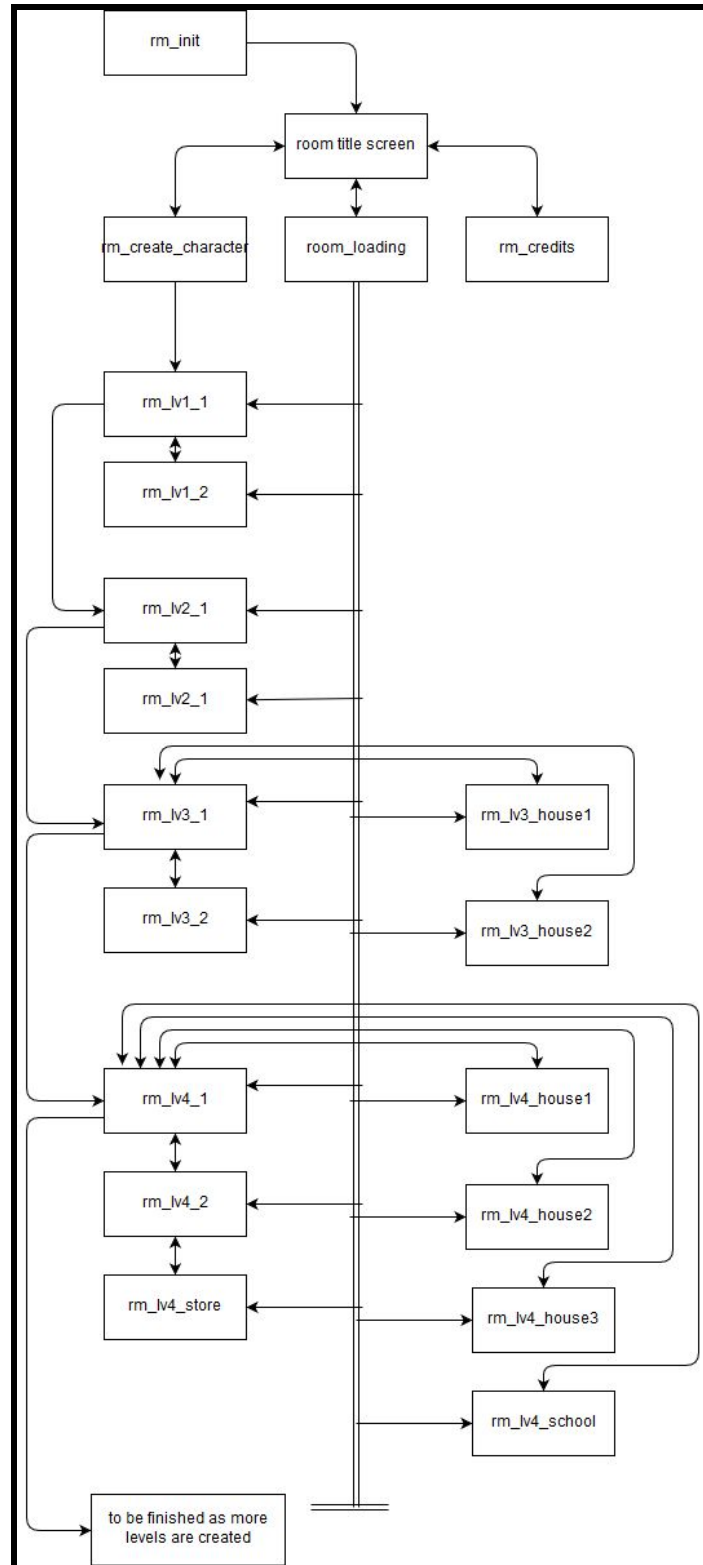 rm_init
room title screen
rm_create_character
room_loading
rm_credits
rm_lv1_1
rm_lv1_2
rm_lv2_1
rm_lv2_1
rm_lv3_1
rm_lv3_house1
rm_lv3_2
rm_lv3_house2
rm_lv4_1
rm_lv4_house1
rm_lv4_2
rm_lv4_house2
rm_lv4_store
rm_lv4_house3
rm_lv4_school
to be finished as more
levels are created